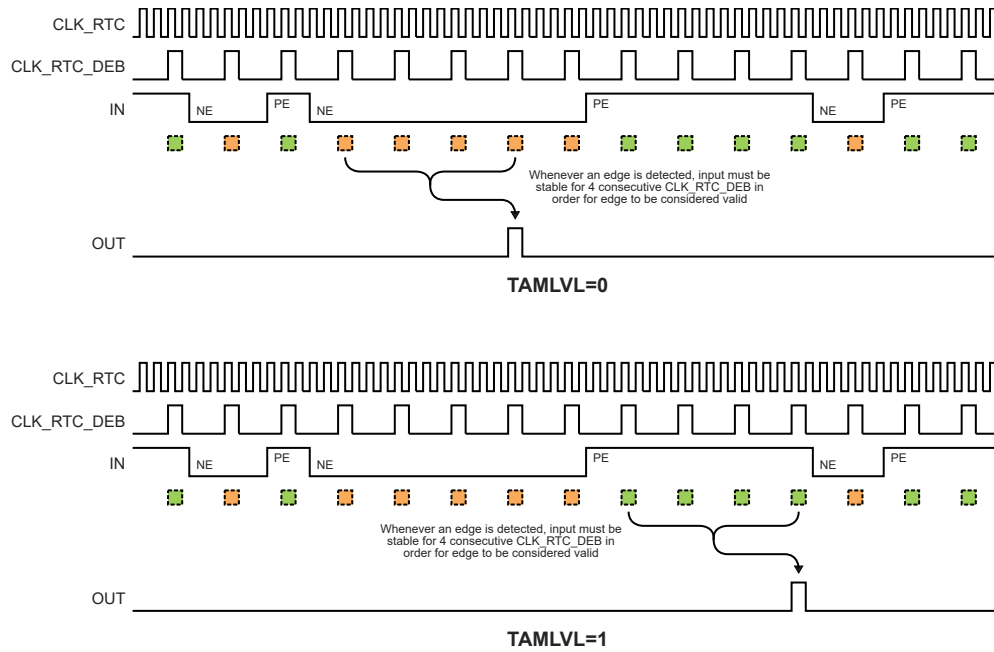 CLK_RTC
CLK_RTC_DEB
IN
NE
PE
NE
PE
NE
PE
Whenever an edge is detected, input must be
stable for 4 consecutive CLK_RTC_DEB in
order for edge to be considered valid
OUT
TAMLVL=0
CLK_RTC
CLK_RTC_DEB
IN
NE
PE
NE
PE
NE
PE
Whenever an edge is detected, input must be
stable for 4 consecutive CLK_RTC_DEB in
order for edge to be considered valid
OUT
TAMLVL=1